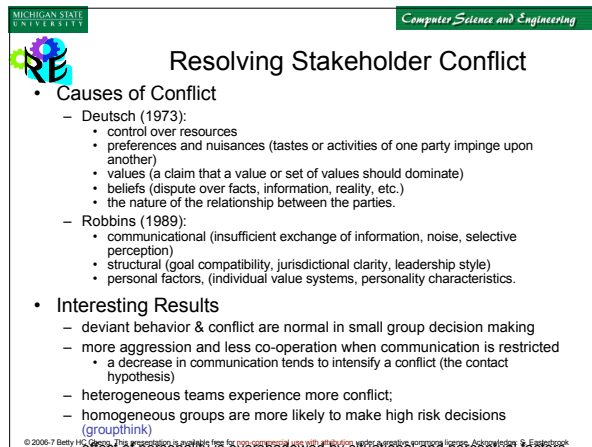 MICHIGAN STATE
UNIVERSITY
Computer Science and Engineering
RE
Resolving Stakeholder Conflict
• Causes of Conflict
– Deutsch (1973):
• control over resources
• preferences and nuisances (tastes or activities of one party impinge upon
another)
• values (a claim that a value or set of values should dominate)
• beliefs (dispute over facts, information, reality, etc.)
• the nature of the relationship between the parties.
– Robbins (1989):
• communicational (insufficient exchange of information, noise, selective
perception)
• structural (goal compatibility, jurisdictional clarity, leadership style)
• personal factors, (individual value systems, personality characteristics.
• Interesting Results
– deviant behavior & conflict are normal in small group decision making
– more aggression and less co-operation when communication is restricted
• a decrease in communication tends to intensify a conflict (the contact
hypothesis)
– heterogeneous teams experience more conflict;
– homogeneous groups are more likely to make high risk decisions
(groupthink)
© 2006-7 Betty HC Cheng. This presentation is available free for non-commercial use with attribution under a creative commons license. Acknowledge: S. Easterbrook